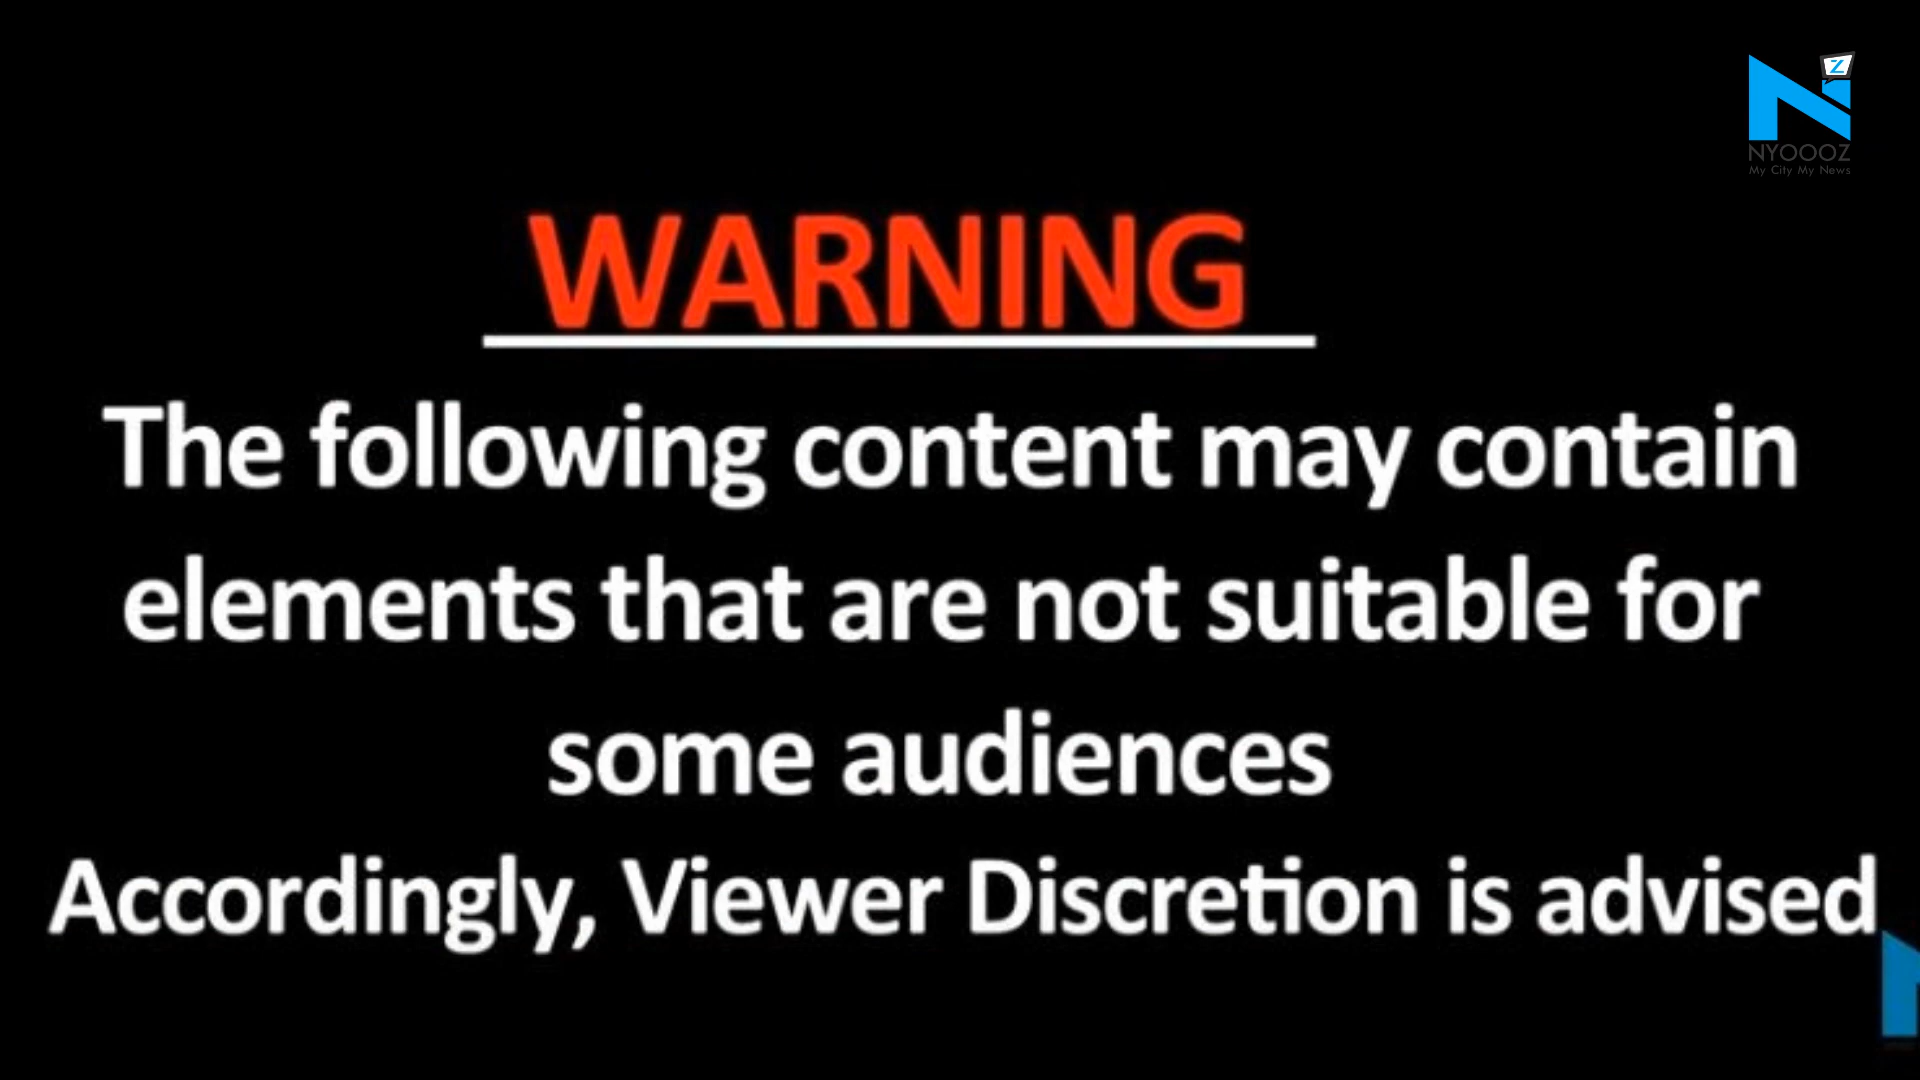 Z
NYOOOZ
My City My News
WARNING
The following content may contain
elements that are not suitable for
some audiences
Accordingly, Viewer Discretion is advised